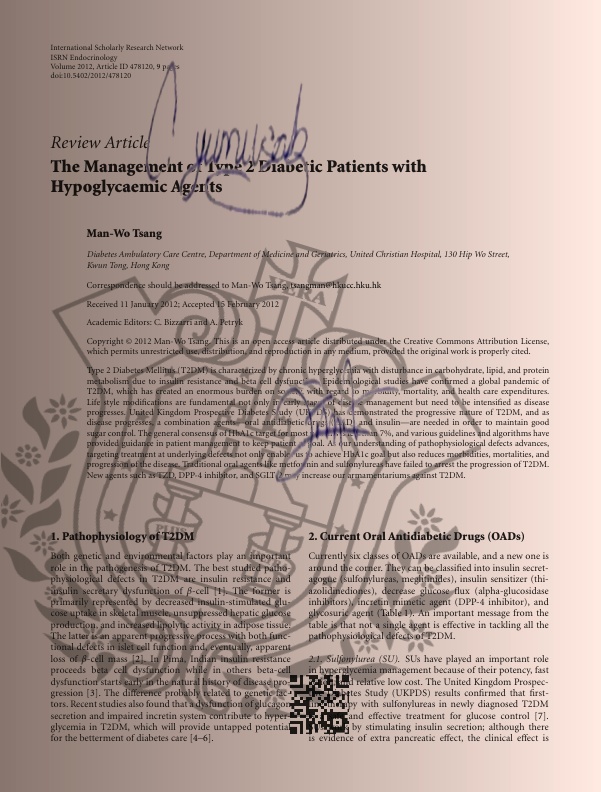 International Scholarly Research Network
ISRN Endocrinology
Volume 2012, Article ID 478120, 9 pages
doi:10.5402/2012/478120
Review Article
The Management of Type 2 Diabetic Patients with
Hypoglycaemic Agents
Man-Wo Tsang
Diabetes Ambulatory Care Centre, Department of Medicine and Geriatrics, United Christian Hospital, 130 Hip Wo Street,
Kwun Tong, Hong Kong
Correspondence should be addressed to Man-Wo Tsang, tsangman@hkucc.hku.hk
Received 11 January 2012; Accepted 15 February 2012
Academic Editors: C. Bizzarri and A. Petryk
Copyright © 2012 Man-Wo Tsang. This is an open access article distributed under the Creative Commons Attribution License,
which permits unrestricted use, distribution, and reproduction in any medium, provided the original work is properly cited.
Type 2 Diabetes Mellitus (T2DM) is characterized by chronic hyperglycemia with disturbance in carbohydrate, lipid, and protein
metabolism due to insulin resistance and beta cell dysfunction. Epidemiological studies have confirmed a global pandemic of
T2DM, which has created an enormous burden on society with regard to morbidity, mortality, and health care expenditures.
Life style modifications are fundamental not only in early stage of disease management but need to be intensified as disease
progresses. United Kingdom Prospective Diabetes Study (UKPDS) has demonstrated the progressive nature of T2DM, and as
disease progresses, a combination agents—oral antidiabetic drugs and insulin—are needed in order to maintain good
sugar control. The general consensus of HbA1c target for most is less than 7%, and various guidelines and algorithms have
provided guidance in patient management to keep patient goal. As our understanding of pathophysiological defects advances,
targeting treatment at underlying defects not only enable us to achieve HbA1c goal but also reduces morbidities, mortalities, and
progression of the disease. Traditional oral agents like metformin and sulfonylureas have failed to arrest the progression of T2DM.
New agents such as TZD, DPP-4 inhibitor, and SGLT2 may increase our armamentariums against T2DM.
1. Pathophysiology of T2DM
Both genetic and environmental factors play an important
role in the pathogenesis of T2DM. The best studied patho-
physiological defects in T2DM are insulin resistance and
insulin secretary dysfunction of β-cell [1]. The former is
primarily represented by decreased insulin-stimulated glu-
cose uptake in skeletal muscle, unsuppressed hepatic glucose
production, and increased lipolytic activity in adipose tissue.
The latter is an apparent progressive process with both func-
tional defects in islet cell function and, eventually, apparent
loss of β-cell mass [2]. In Pima, Indian insulin resistance
proceeds beta cell dysfunction while in others beta-cell
dysfunction starts early in the natural history of disease pro-
gression [3]. The difference probably related to genetic fac-
tors. Recent studies also found that a dysfunction of glucagon
secretion and impaired incretin system contribute to hyper-
glycemia in T2DM, which will provide untapped potential
for the betterment of diabetes care [4–6].
2. Current Oral Antidiabetic Drugs (OADs)
Currently six classes of OADs are available, and a new one is
around the corner. They can be classified into insulin secret-
agogue (sulfonylureas, meglitinides), insulin sensitizer (thi-
azolidinediones), decrease glucose flux (alpha-glucosidase
inhibitors), incretin mimetic agent (DPP-4 inhibitor), and
glycosuric agent (Table 1). An important message from the
table is that not a single agent is effective in tackling all the
pathophysiological defects of T2DM.
2.1. Sulfonylurea (SU). SUs have played an important role
in hyperglycemia management because of their potency, fast
and relative low cost. The United Kingdom Prospec-
Diabetes Study (UKPDS) results confirmed that first-
with sulfonylureas in newly diagnosed T2DM
and effective treatment for glucose control [7].
by stimulating insulin secretion; although there
is evidence of extra pancreatic effect, the clinical effect is